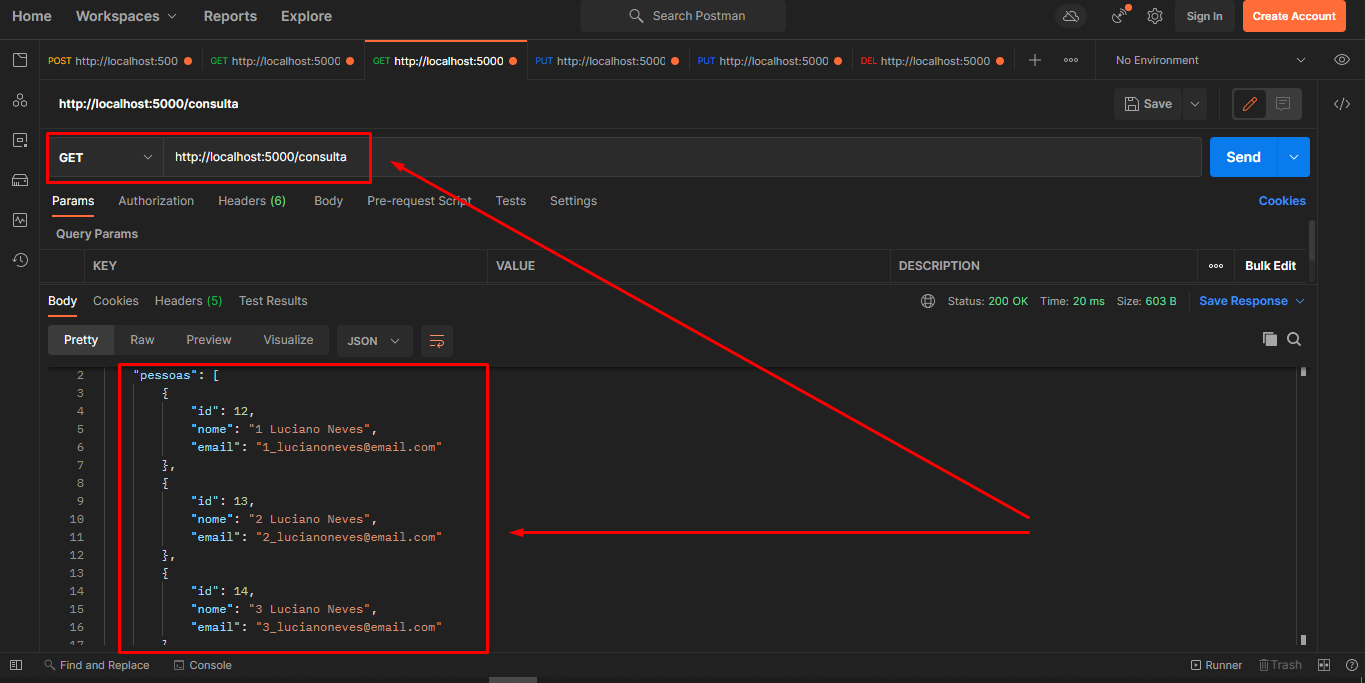 Home Workspaces Reports Explore Search Postman Sign In Create Account
POST http://localhost:500 GET http://localhost:5000 GET http://localhost:5000 PUT http://localhost:5000 PUT http://localhost:5000 DEL http://localhost:5000 No Environment
http://localhost:5000/consulta Save
GET http://localhost:5000/consulta Send
Params Authorization Headers (6) Body Pre-request Script Tests Settings Cookies
Query Params
KEY VALUE DESCRIPTION Bulk Edit
Body Cookies Headers (5) Test Results Status: 200 OK Time: 20 ms Size: 603 B Save Response
Pretty Raw Preview Visualize JSON
2 "pessoas": [
3 {
4 "id": 12,
5 "nome": "1 Luciano Neves",
6 "email": "1_lucianoneves@email.com"
7 },
8 {
9 "id": 13,
10 "nome": "2 Luciano Neves",
11 "email": "2_lucianoneves@email.com"
12 },
13 {
14 "id": 14,
15 "nome": "3 Luciano Neves",
16 "email": "3_lucianoneves@email.com"
17 }
Find and Replace Console Runner Trash